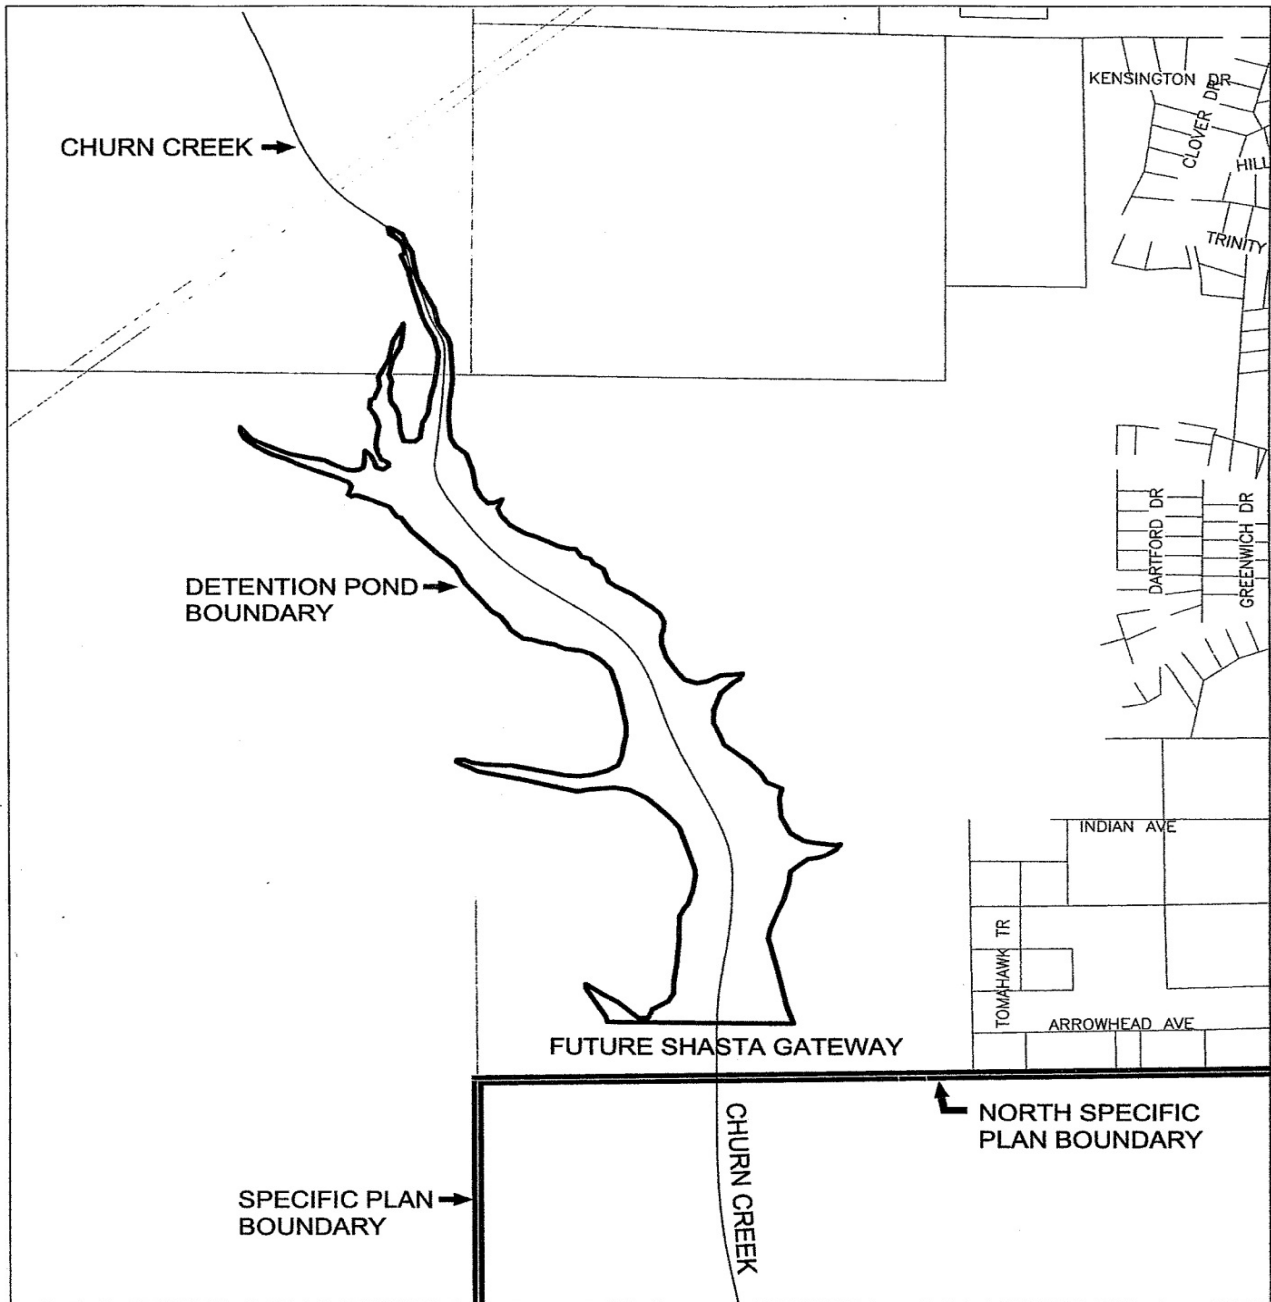 KENSINGTON DR
CLOVER DR
CHURN CREEK
HILL
TRINITY
DARTFORD DR
GREENWICH DR
DETENTION POND
BOUNDARY
INDIAN AVE
TOMAHAWK TR
ARROWHEAD AVE
FUTURE SHASTA GATEWAY
NORTH SPECIFIC
PLAN BOUNDARY
CHURN CREEK
SPECIFIC PLAN
BOUNDARY